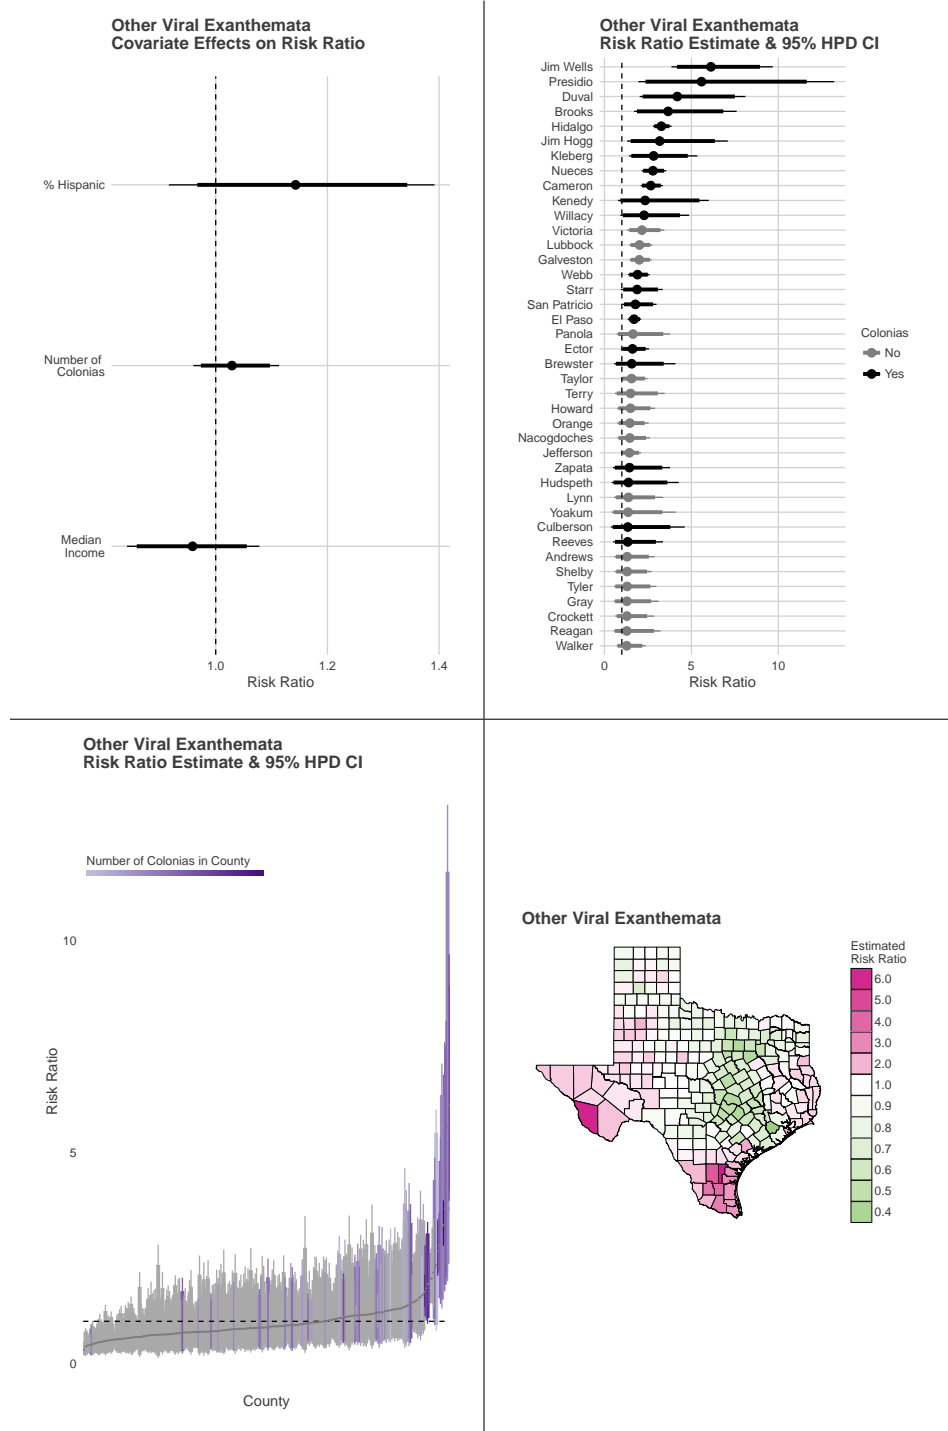 Other Viral Exanthemata
Covariate Effects on Risk Ratio
% Hispanic
Number of
Colonias
Median
Income
1.0
1.2
1.4
Risk Ratio
Other Viral Exanthemata
Risk Ratio Estimate & 95% HPD CI
Jim Wells
Presidio
Duval
Brooks
Hidalgo
Jim Hogg
Kleberg
Nueces
Cameron
Kenedy
Willacy
Victoria
Lubbock
Galveston
Webb
Starr
San Patricio
El Paso
Panola
Ector
Brewster
Taylor
Terry
Howard
Orange
Nacogdoches
Jefferson
Zapata
Hudspeth
Lynn
Yoakum
Culberson
Reeves
Andrews
Shelby
Tyler
Gray
Crockett
Reagan
Walker
0
5
10
Risk Ratio
Colonias
No
Yes
Other Viral Exanthemata
Risk Ratio Estimate & 95% HPD CI
Number of Colonias in County
10
5
0
Risk Ratio
County
Other Viral Exanthemata
Estimated
Risk Ratio
6.0
5.0
4.0
3.0
2.0
1.0
0.9
0.8
0.7
0.6
0.5
0.4